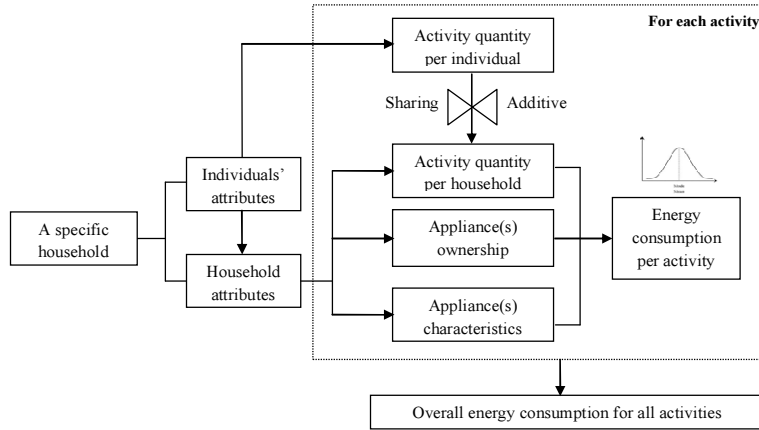 For each activity
Activity quantity
per individual
Sharing
Additive
Individuals’
attributes
Activity quantity
per household
A specific
household
Appliance(s)
ownership
Energy
consumption
per activity
Household
attributes
Appliance(s)
characteristics
Overall energy consumption for all activities